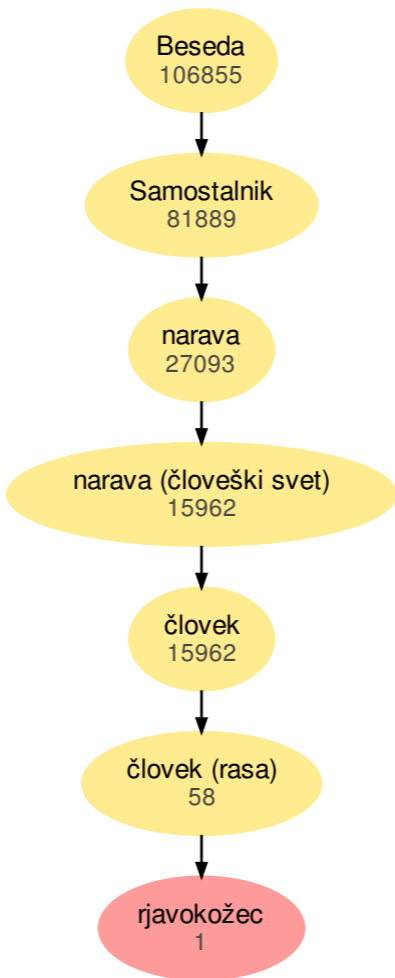 Beseda
106855
Samostalnik
81889
narava
27093
narava (človeški svet)
15962
človek
15962
človek (rasa)
58
rjavokožec
1